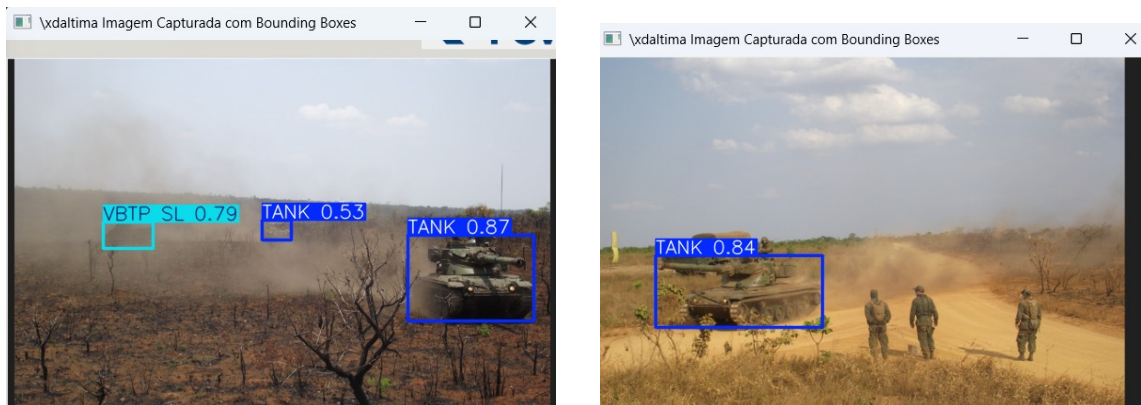 \xdaltima Imagem Capturada com Bounding Boxes
VBTP SL 0.79
TANK 0.53
TANK 0.87
\xdaltima Imagem Capturada com Bounding Boxes
TANK 0.84